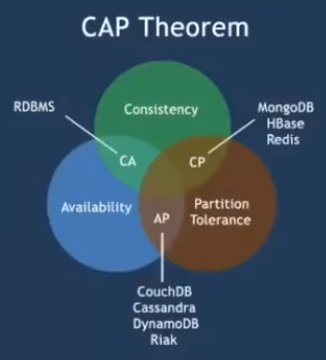 CAP Theorem
RDBMS
Consistency
MongoDB
HBase
Redis
CA
CP
Availability
Partition
Tolerance
AP
CouchDB
Cassandra
DynamoDB
Riak